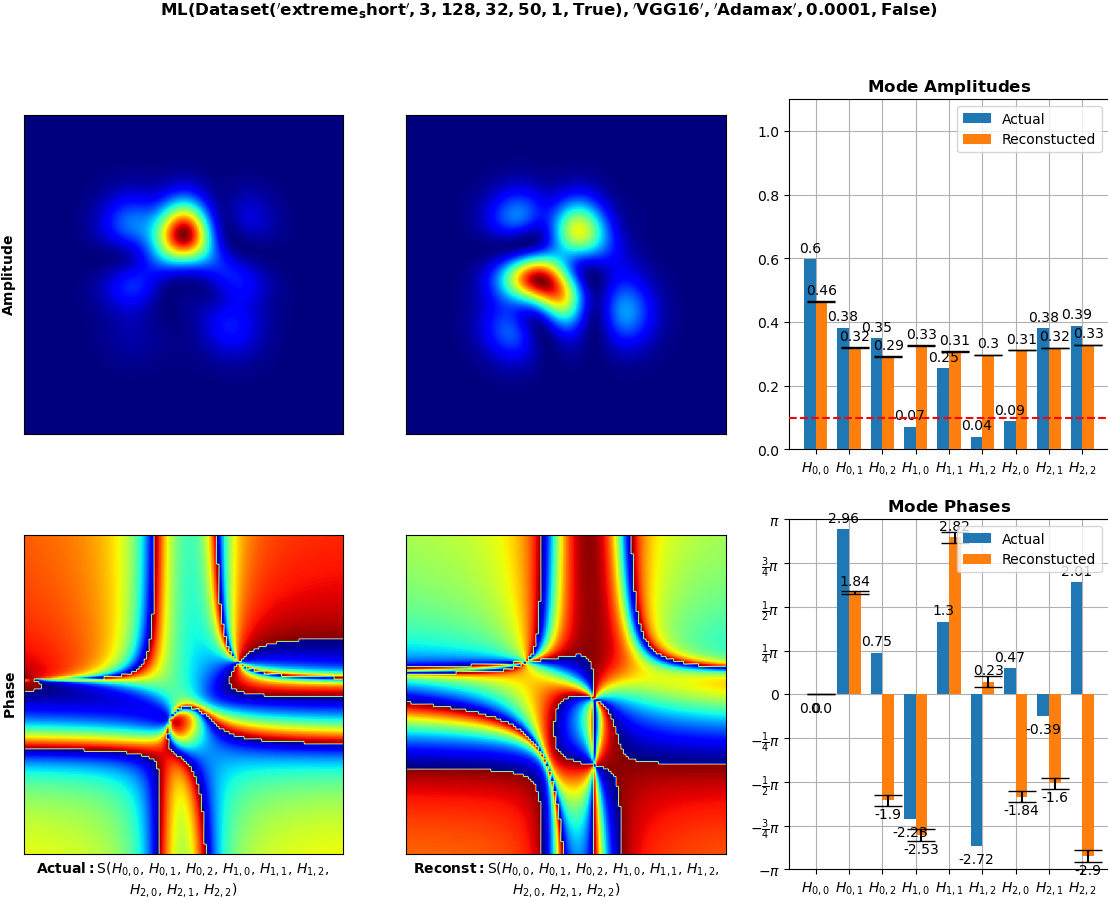 ML(Dataset('extreme_short', 3, 128, 32, 50, 1, True), 'VGG16', 'Adamax', 0.0001, False)
Amplitude
Mode Amplitudes
Actual
Reconstucted
1.0
0.8
0.6
0.4
0.2
0.0
0.6
0.46
0.38
0.32
0.35
0.29
0.07
0.33
0.25
0.31
0.04
0.3
0.09
0.31
0.38
0.32
0.39
0.33
H0,0 H0,1 H0,2 H1,0 H1,1 H1,2 H2,0 H2,1 H2,2
Phase
Actual: S(H0,0, H0,1, H0,2, H1,0, H1,1, H1,2,
H2,0, H2,1, H2,2)
Reconst: S(H0,0, H0,1, H0,2, H1,0, H1,1, H1,2,
H2,0, H2,1, H2,2)
Mode Phases
Actual
Reconstucted
π
3/4π
1/2π
1/4π
0
−1/4π
−1/2π
−3/4π
−π
0.0
0.0
2.96
1.84
0.75
-1.9
-2.23
-2.53
1.3
2.82
-2.72
0.23
0.47
-1.84
-0.39
-1.6
2.01
-2.9
H0,0 H0,1 H0,2 H1,0 H1,1 H1,2 H2,0 H2,1 H2,2